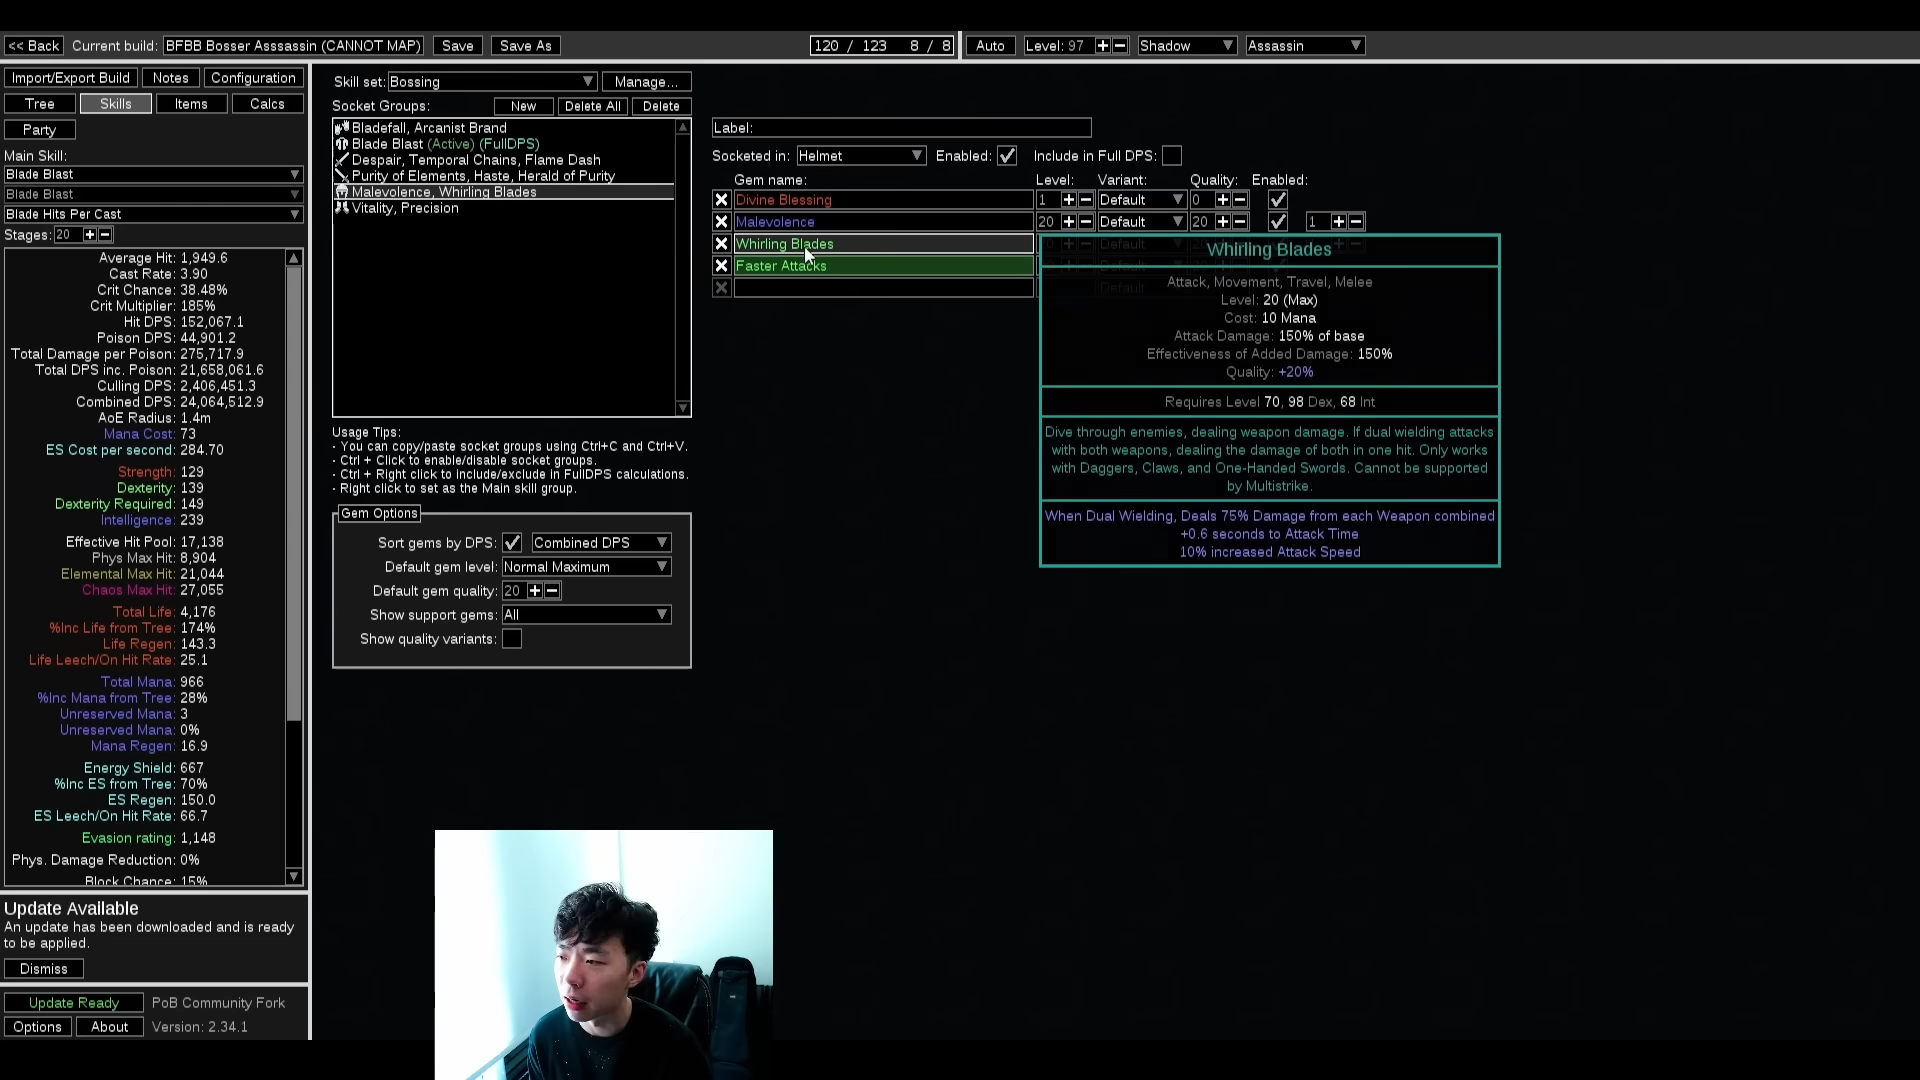 << Back Current build: BFBB Bosser Asssassin (CANNOT MAP) Save Save As 120 / 123 8 / 8 Auto Level: 97 Shadow Assassin
Import/Export Build Notes Configuration
Tree Skills Items Calcs
Party
Main Skill:
Blade Blast
Blade Blast
Blade Hits Per Cast
Stages: 20
Average Hit: 1,949.6
Cast Rate: 3.90
Crit Chance: 38.48%
Crit Multiplier: 185%
Hit DPS: 152,067.1
Poison DPS: 44,901.2
Total Damage per Poison: 275,717.9
Total DPS inc. Poison: 21,658,061.6
Culling DPS: 2,406,451.3
Combined DPS: 24,064,512.9
AoE Radius: 1.4m
Mana Cost: 73
ES Cost per second: 284.70
Strength: 129
Dexterity: 139
Dexterity Required: 149
Intelligence: 239
Effective Hit Pool: 17,138
Phys Max Hit: 8,904
Elemental Max Hit: 21,044
Chaos Max Hit: 27,055
Total Life: 4,176
%Inc Life from Tree: 174%
Life Regen: 143.3
Life Leech/On Hit Rate: 25.1
Total Mana: 966
%Inc Mana from Tree: 28%
Unreserved Mana: 3
Unreserved Mana: 0%
Mana Regen: 16.9
Energy Shield: 667
%Inc ES from Tree: 70%
ES Regen: 150.0
ES Leech/On Hit Rate: 66.7
Evasion rating: 1,148
Phys. Damage Reduction: 0%
Block Chance: 15%
Update Available
An update has been downloaded and is ready
to be applied.
Dismiss
Update Ready PoB Community Fork
Options About Version: 2.34.1
Skill set: Bossing Manage...
Socket Groups: New Delete All Delete
Bladefall, Arcanist Brand
Blade Blast (Active) (FullDPS)
Despair, Temporal Chains, Flame Dash
Purity of Elements, Haste, Herald of Purity
Malevolence, Whirling Blades
Vitality, Precision
Usage Tips:
- You can copy/paste socket groups using Ctrl+C and Ctrl+V.
- Ctrl + Click to enable/disable socket groups.
- Ctrl + Right click to include/exclude in FullDPS calculations.
- Right click to set as the Main skill group.
Gem Options
Sort gems by DPS: Combined DPS
Default gem level: Normal Maximum
Default gem quality: 20
Show support gems: All
Show quality variants:
Label:
Socketed in: Helmet Enabled: Include in Full DPS:
Gem name: Level: Variant: Quality: Enabled:
Divine Blessing 1 Default 0
Malevolence 20 Default 20 1
Whirling Blades
Faster Attacks
Whirling Blades
Attack, Movement, Travel, Melee
Level: 20 (Max)
Cost: 10 Mana
Attack Damage: 150% of base
Effectiveness of Added Damage: 150%
Quality: +20%
Requires Level 70, 98 Dex, 68 Int
Dive through enemies, dealing weapon damage. If dual wielding attacks
with both weapons, dealing the damage of both in one hit. Only works
with Daggers, Claws, and One-Handed Swords. Cannot be supported
by Multistrike.
When Dual Wielding, Deals 75% Damage from each Weapon combined
+0.6 seconds to Attack Time
10% increased Attack Speed